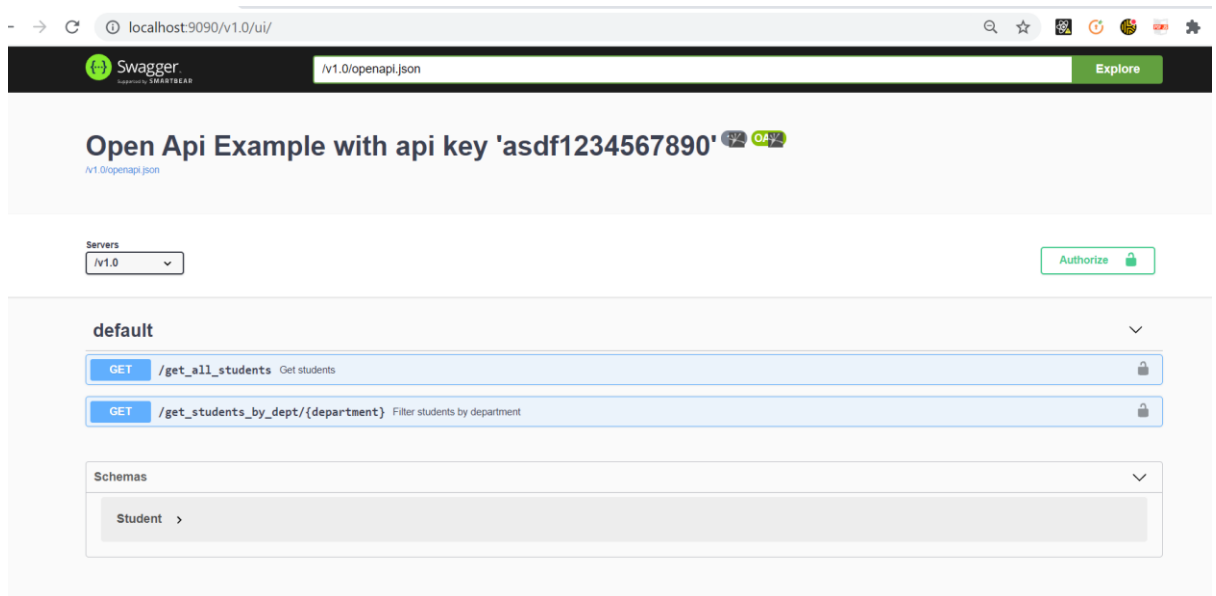 localhost:9090/v1.0/ui/
Swagger.
Supported by SMARTBEAR
/v1.0/openapi.json
Explore
Open Api Example with api key 'asdf1234567890'
/v1.0/openapi.json
Servers
/v1.0
Authorize
default
GET /get_all_students Get students
GET /get_students_by_dept/{department} Filter students by department
Schemas
Student